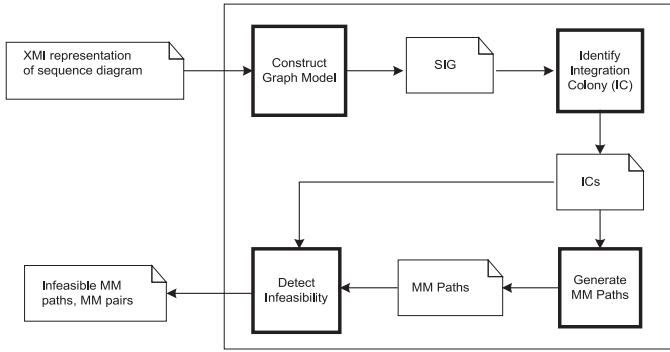 XMI representation
of sequence diagram
Construct
Graph Model
SIG
Identify
Integration
Colony (IC)
ICs
Infeasible MM
paths, MM pairs
Detect
Infeasibility
MM Paths
Generate
MM Paths